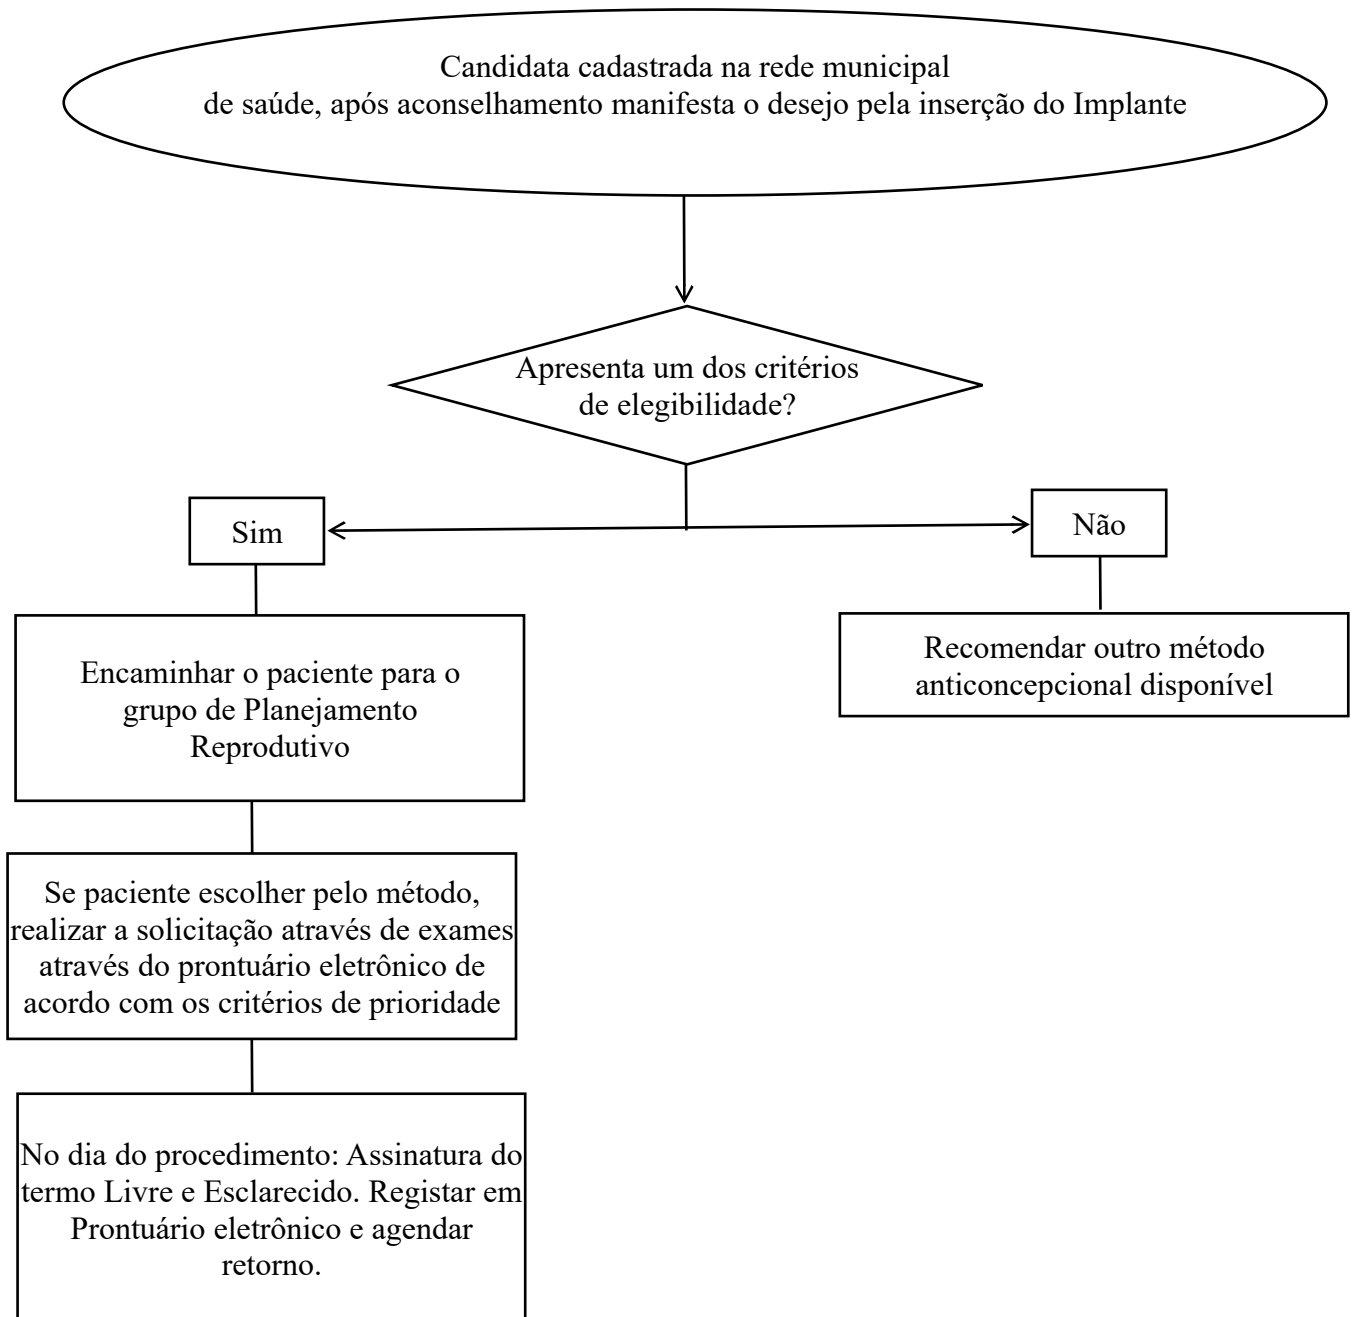 Candidata cadastrada na rede municipal
de saúde, após aconselhamento manifesta o desejo pela inserção do Implante
Apresenta um dos critérios
de elegibilidade?
Sim
Não
Encaminhar o paciente para o
grupo de Planejamento
Reprodutivo
Recomendar outro método
anticoncepcional disponível
Se paciente escolher pelo método,
realizar a solicitação através de exames
através do prontuário eletrônico de
acordo com os critérios de prioridade
No dia do procedimento: Assinatura do
termo Livre e Esclarecido. Registar em
Prontuário eletrônico e agendar
retorno.